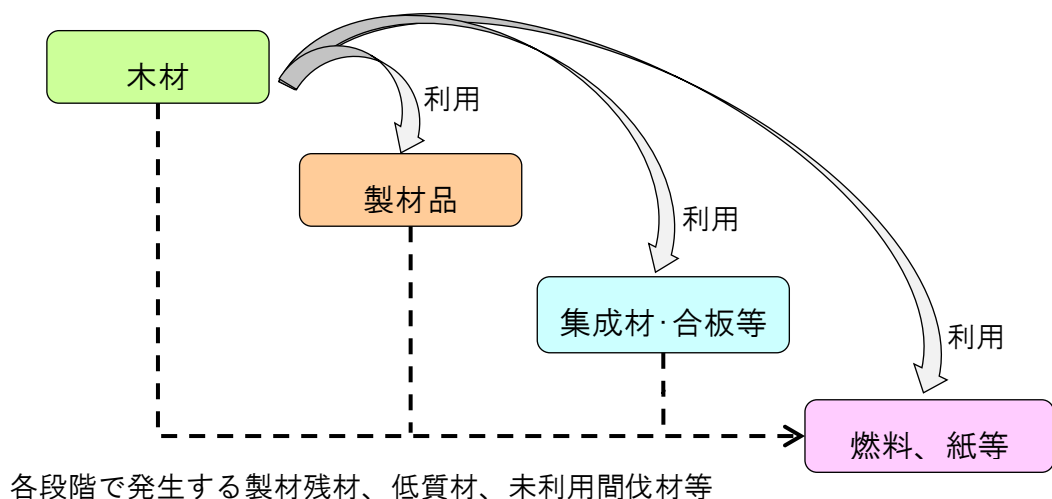 木材
利用
製材品
利用
集成材･合板等
利用
燃料、紙等
各段階で発生する製材残材、低質材、未利用間伐材等